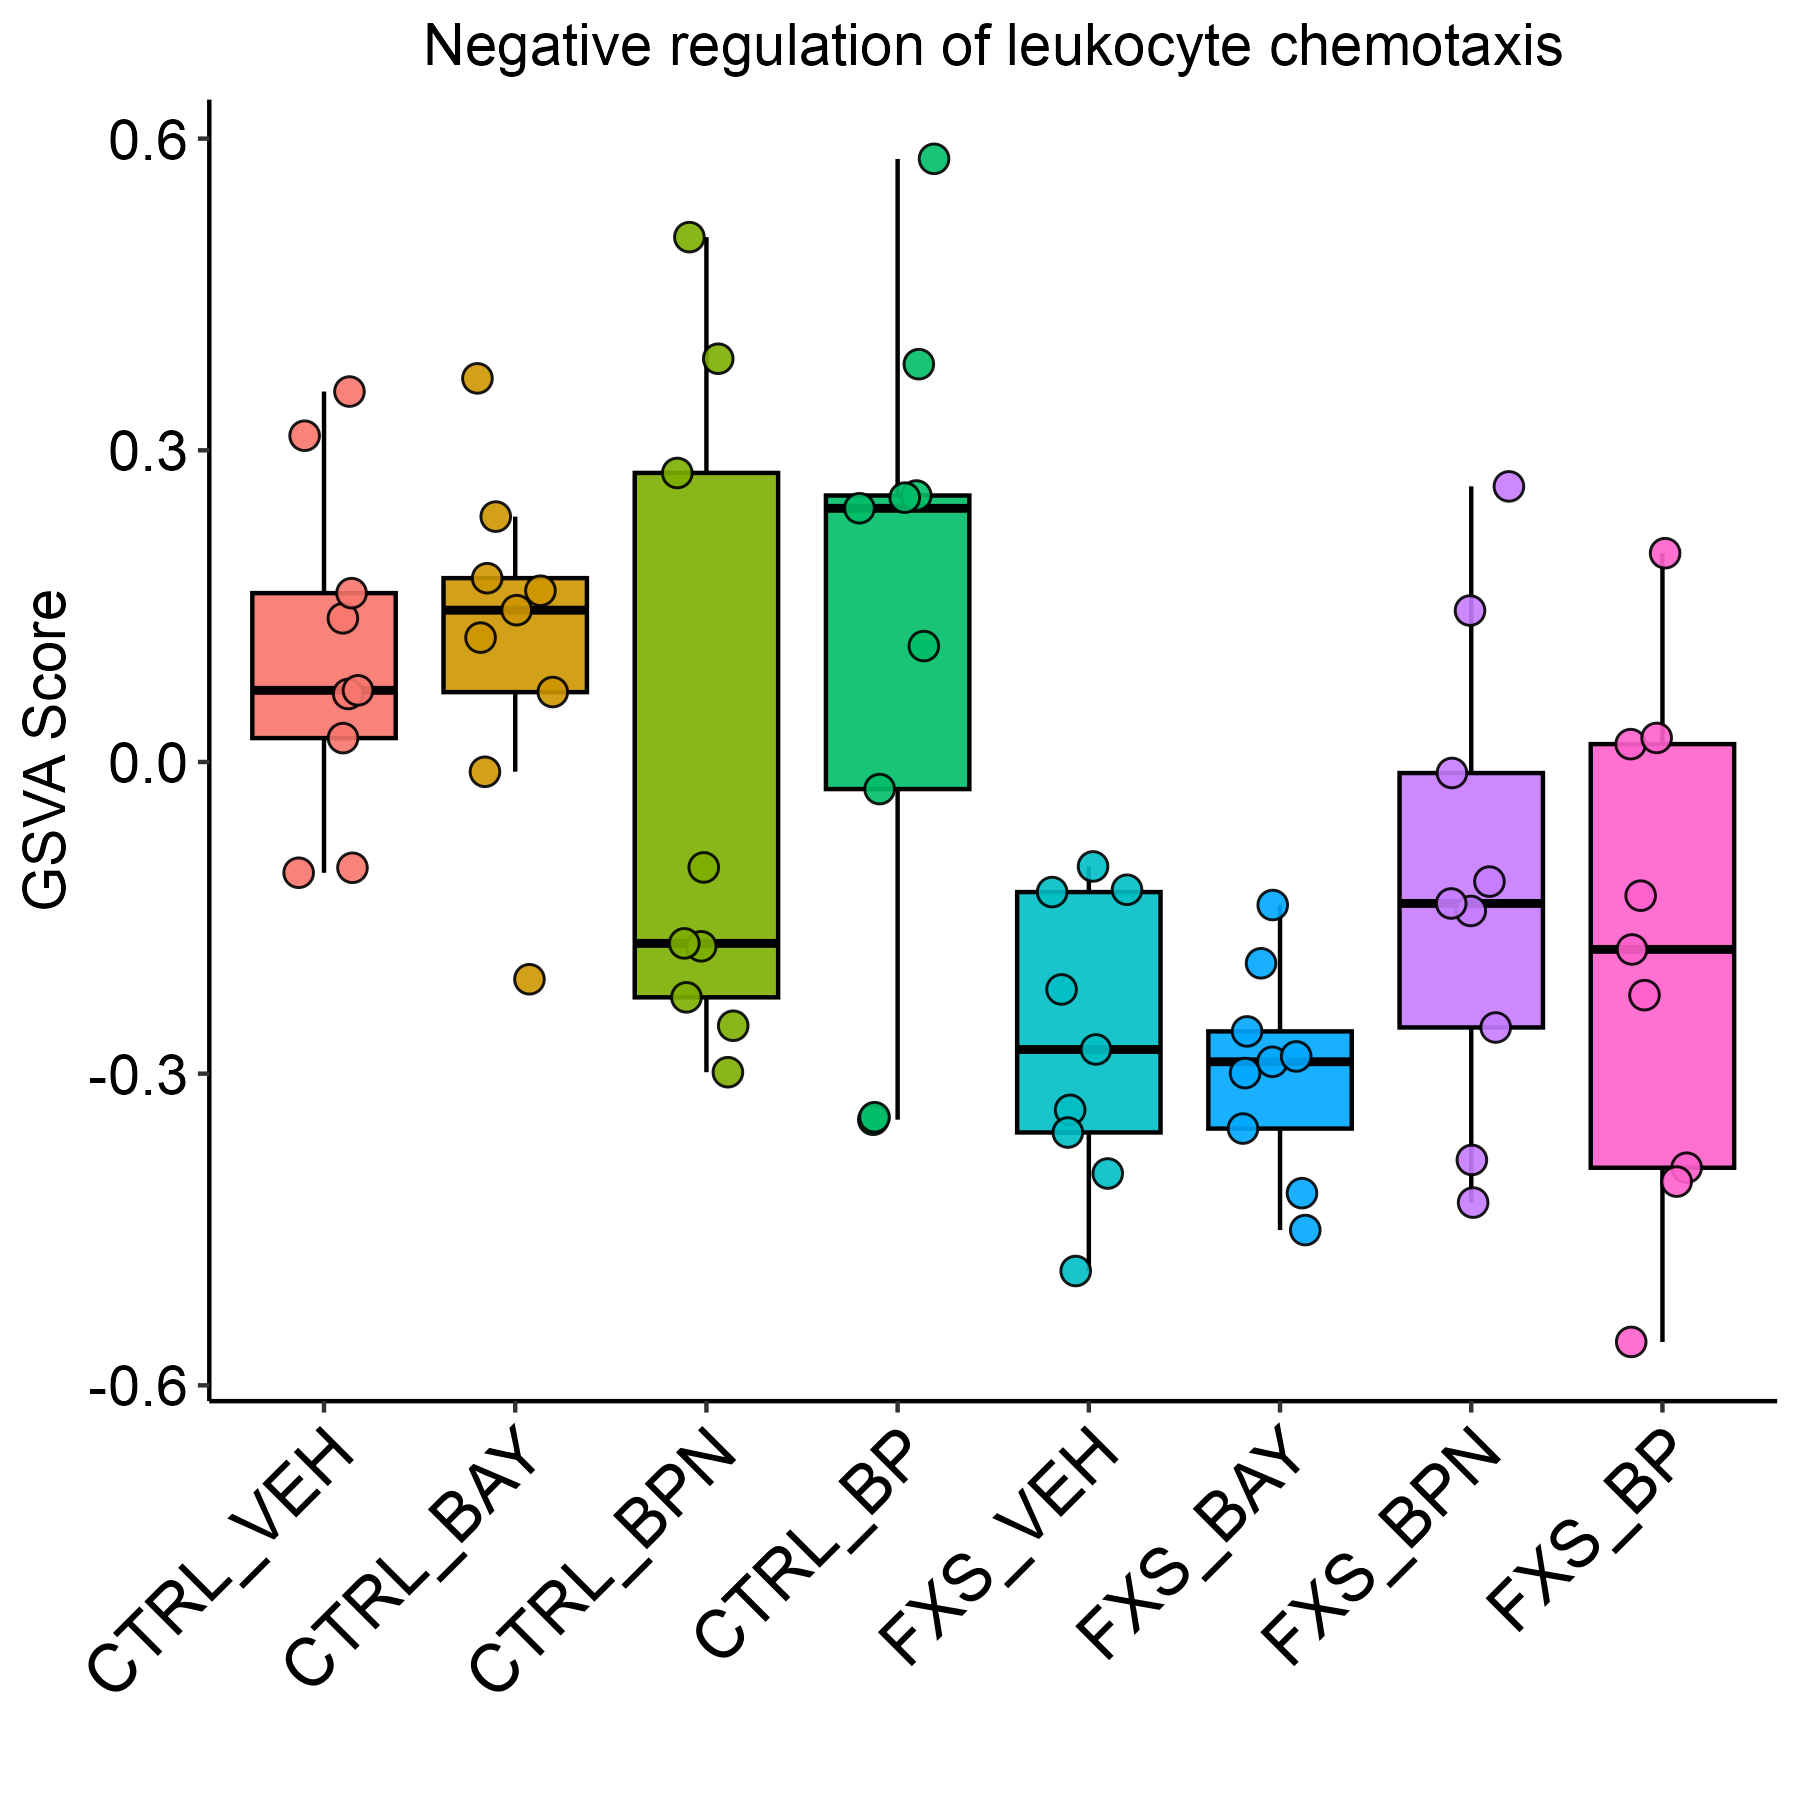 Negative regulation of leukocyte chemotaxis
GSVA Score
0.6
0.3
0.0
-0.3
-0.6
CTRL_VEH
CTRL_BAY
CTRL_BPN
CTRL_BP
FXS_VEH
FXS_BAY
FXS_BPN
FXS_BP